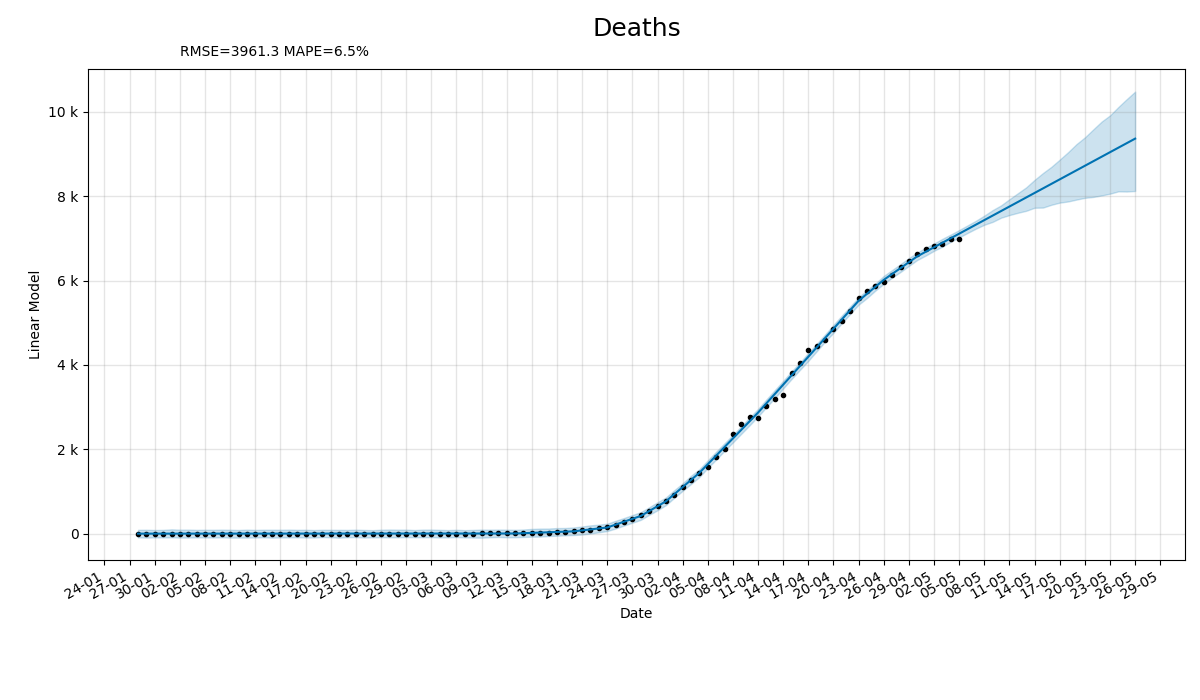 Deaths
RMSE=3961.3 MAPE=6.5%
10 k
8 k
6 k
4 k
2 k
0
Linear Model
24-01 27-01 30-01 02-02 05-02 08-02 11-02 14-02 17-02 20-02 23-02 26-02 29-02 03-03 06-03 09-03 12-03 15-03 18-03 21-03 24-03 27-03 30-03 02-04 05-04 08-04 11-04 14-04 17-04 20-04 23-04 26-04 29-04 02-05 05-05 08-05 11-05 14-05 17-05 20-05 23-05 26-05 29-05
Date